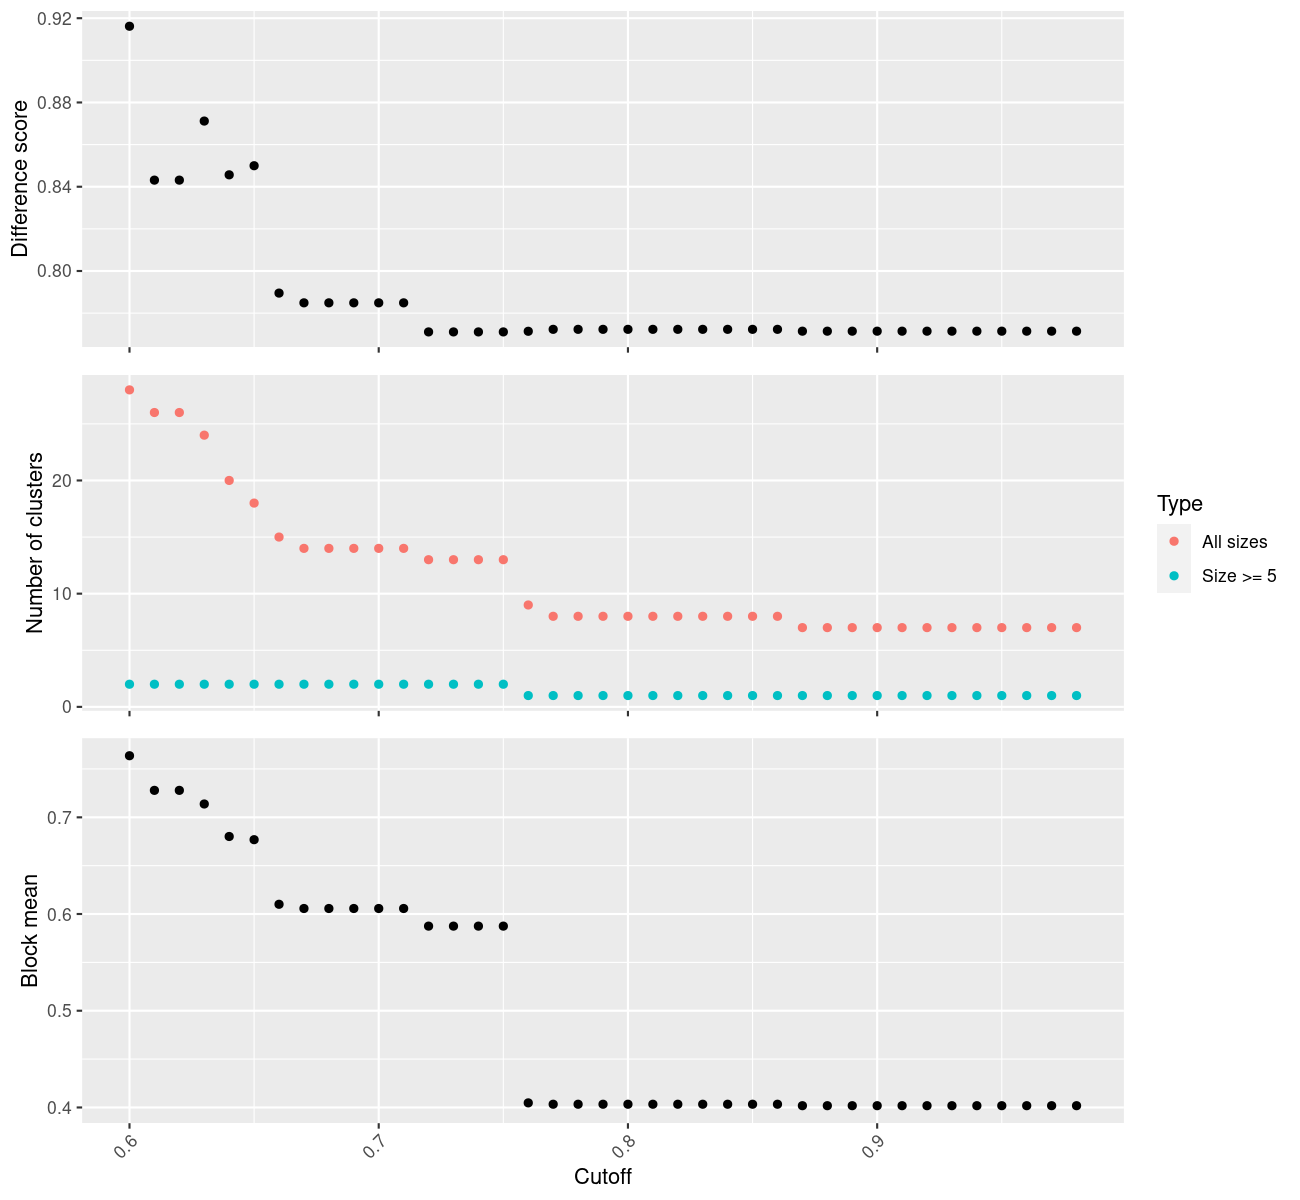 0.92
0.88
0.84
0.80
Difference score
20
10
0
Number of clusters
Type
All sizes
Size >= 5
0.7
0.6
0.5
0.4
Block mean
0.6
0.7
0.8
0.9
Cutoff